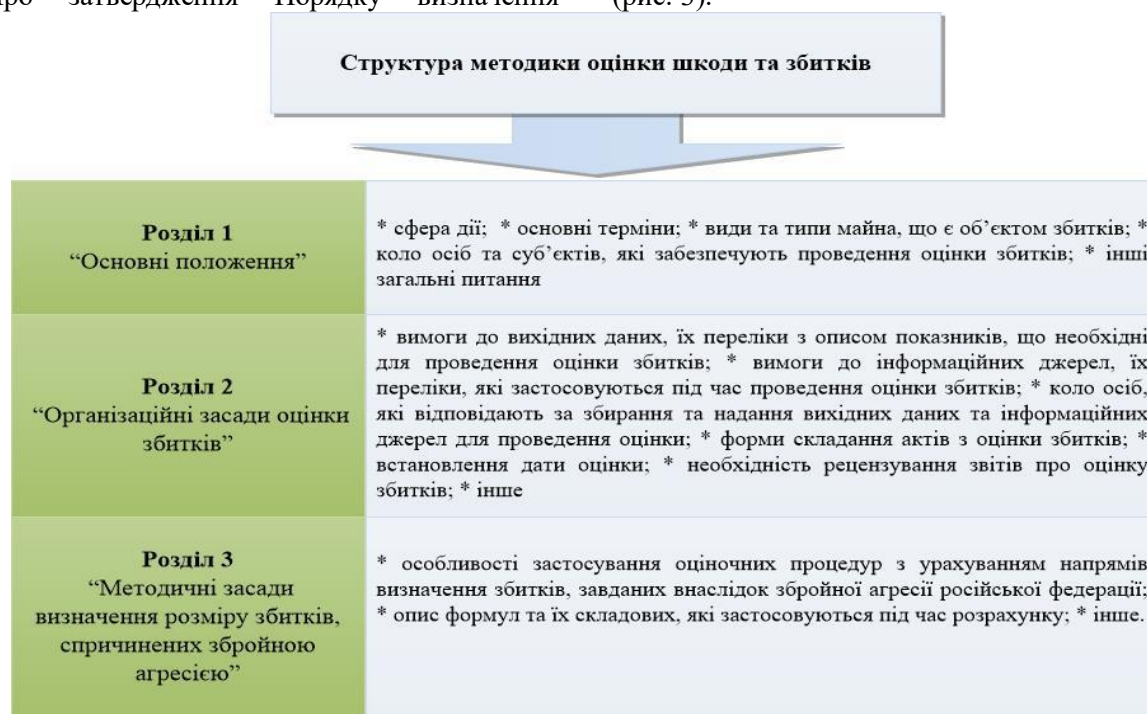 про затвердження Порядку визначення (рис. 3).
Структура методики оцінки шкоди та збитків
Розділ 1
“Основні положення”
* сфера дії; * основні терміни; * види та типи майна, що є об’єктом збитків; *
коло осіб та суб’єктів, які забезпечують проведення оцінки збитків; * інші
загальні питання
Розділ 2
“Організаційні засади оцінки
збитків”
* вимоги до вихідних даних, їх переліки з описом показників, що необхідні
для проведення оцінки збитків; * вимоги до інформаційних джерел, їх
переліки, які застосовуються під час проведення оцінки збитків; * коло осіб,
які відповідають за збирання та надання вихідних даних та інформаційних
джерел для проведення оцінки; * форми складання актів з оцінки збитків; *
встановлення дати оцінки; * необхідність рецензування звітів про оцінку
збитків; * інше
Розділ 3
“Методичні засади
визначення розміру збитків,
спричинених збройною
агресією”
* особливості застосування оціночних процедур з урахуванням напрямів
визначення збитків, завданих внаслідок збройної агресії російської федерації;
* опис формул та їх складових, які застосовуються під час розрахунку; * інше.